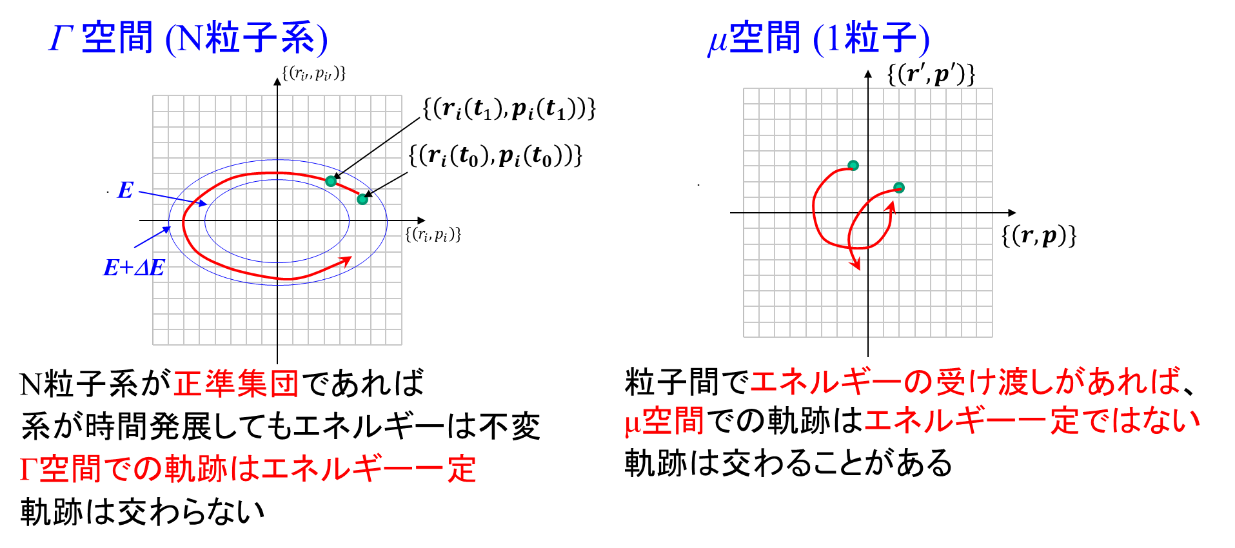 Γ 空間 (N粒子系)
{(r_{i'}, p_{i'})}
{(r_i(t_1), p_i(t_1))}
{(r_i(t_0), p_i(t_0))}
E
{(r_i, p_i)}
E+ΔE
N粒子系が正準集団であれば
系が時間発展してもエネルギーは不変
Γ空間での軌跡はエネルギー一定
軌跡は交わらない
μ空間 (1粒子)
{(r', p')}
{(r, p)}
粒子間でエネルギーの受け渡しがあれば、
μ空間での軌跡はエネルギー一定ではない
軌跡は交わることがある